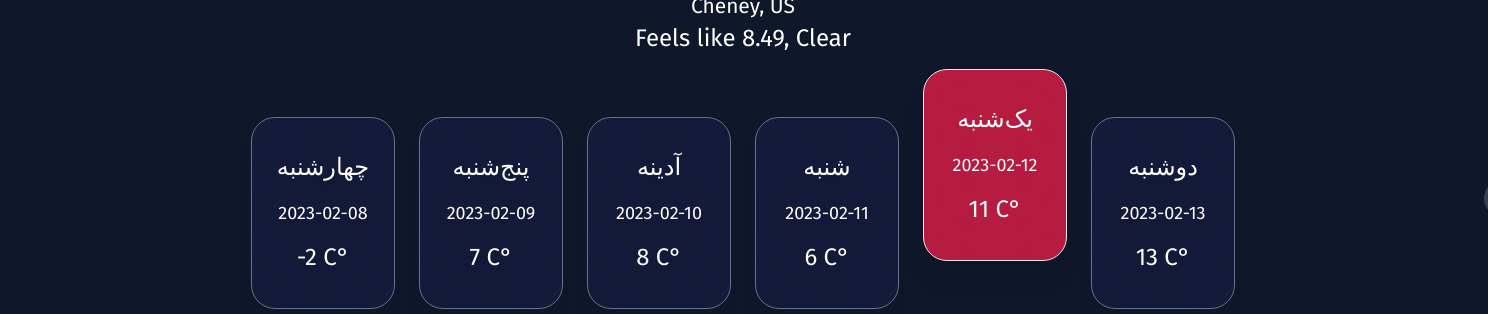 Cheney, US
Feels like 8.49, Clear
چهارشنبه
2023-02-08
-2 C°
پنج‌شنبه
2023-02-09
7 C°
آدینه
2023-02-10
8 C°
شنبه
2023-02-11
6 C°
یک‌شنبه
2023-02-12
11 C°
دوشنبه
2023-02-13
13 C°